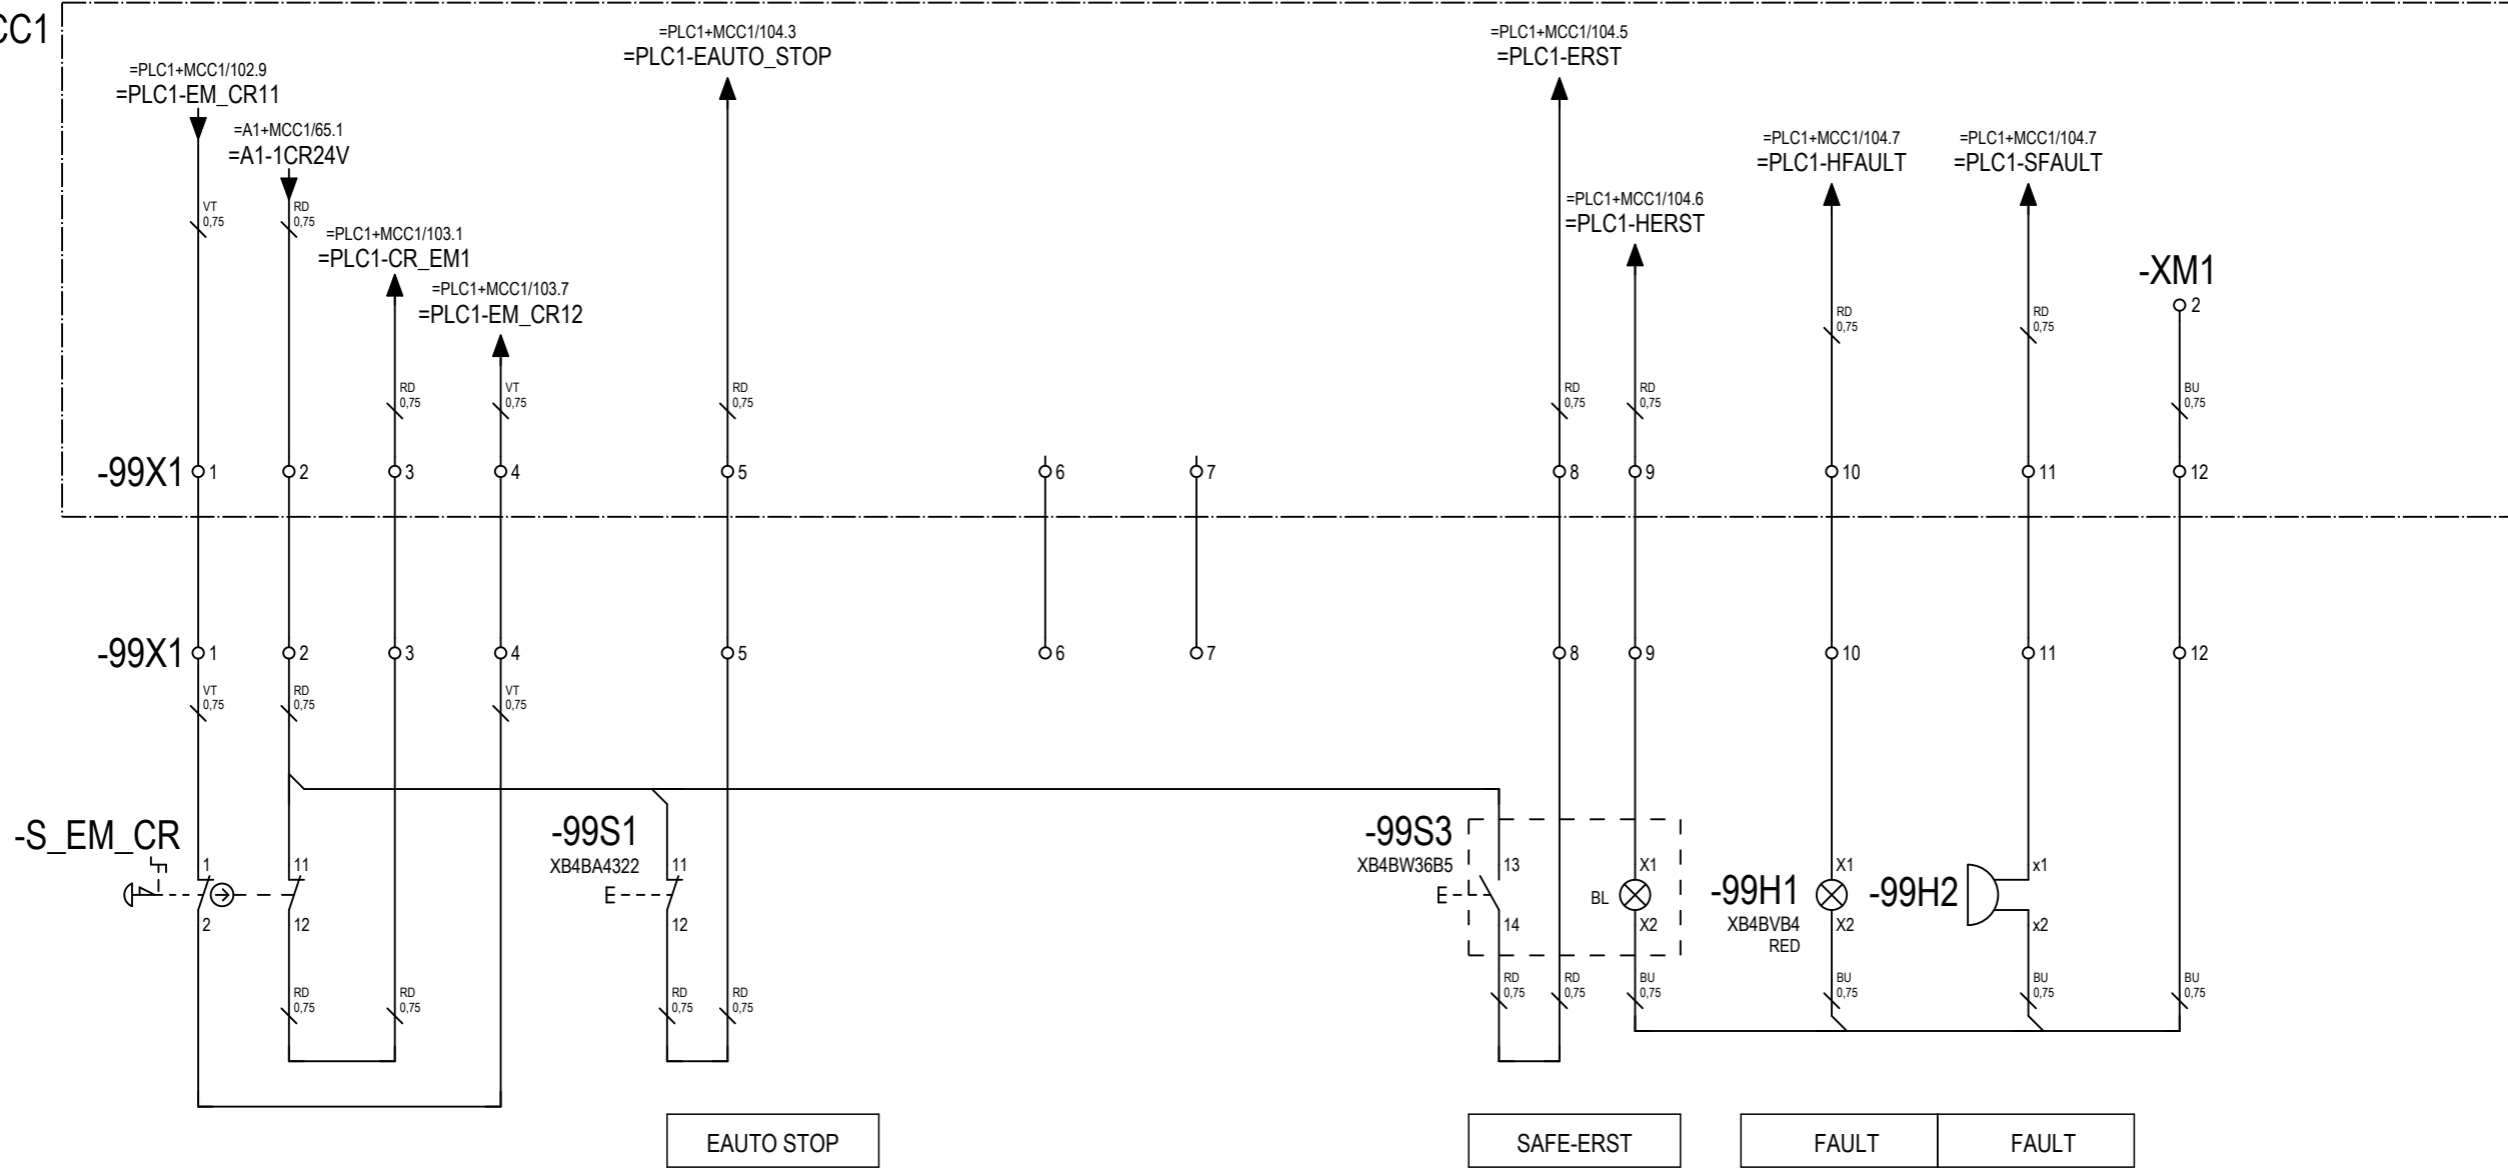 CC1
=PLC1+MCC1/102.9
=PLC1-EM_CR11
=A1+MCC1/65.1
=A1-1CR24V
=PLC1+MCC1/103.1
=PLC1-CR_EM1
=PLC1+MCC1/103.7
=PLC1-EM_CR12
=PLC1+MCC1/104.3
=PLC1-EAUTO_STOP
=PLC1+MCC1/104.5
=PLC1-ERST
=PLC1+MCC1/104.6
=PLC1-HERST
=PLC1+MCC1/104.7
=PLC1-HFAULT
=PLC1+MCC1/104.7
=PLC1-SFAULT
-XM1
2
VT
0,75
RD
0,75
RD
0,75
RD
0,75
RD
0,75
VT
0,75
RD
0,75
RD
0,75
RD
0,75
BU
0,75
-99X1 1 2 3 4 5 6 7 8 9 10 11 12
-99X1 1 2 3 4 5 6 7 8 9 10 11 12
VT
0,75
RD
0,75
VT
0,75
-S_EM_CR
1
2
11
12
-99S1
XB4BA4322
E
11
12
-99S3
XB4BW36B5
E
13
14
BL
X1
X2
-99H1
XB4BVB4
RED
X1
X2
-99H2
x1
x2
RD
0,75
RD
0,75
RD
0,75
RD
0,75
RD
0,75
RD
0,75
BU
0,75
BU
0,75
BU
0,75
BU
0,75
EAUTO STOP
SAFE-ERST
FAULT
FAULT